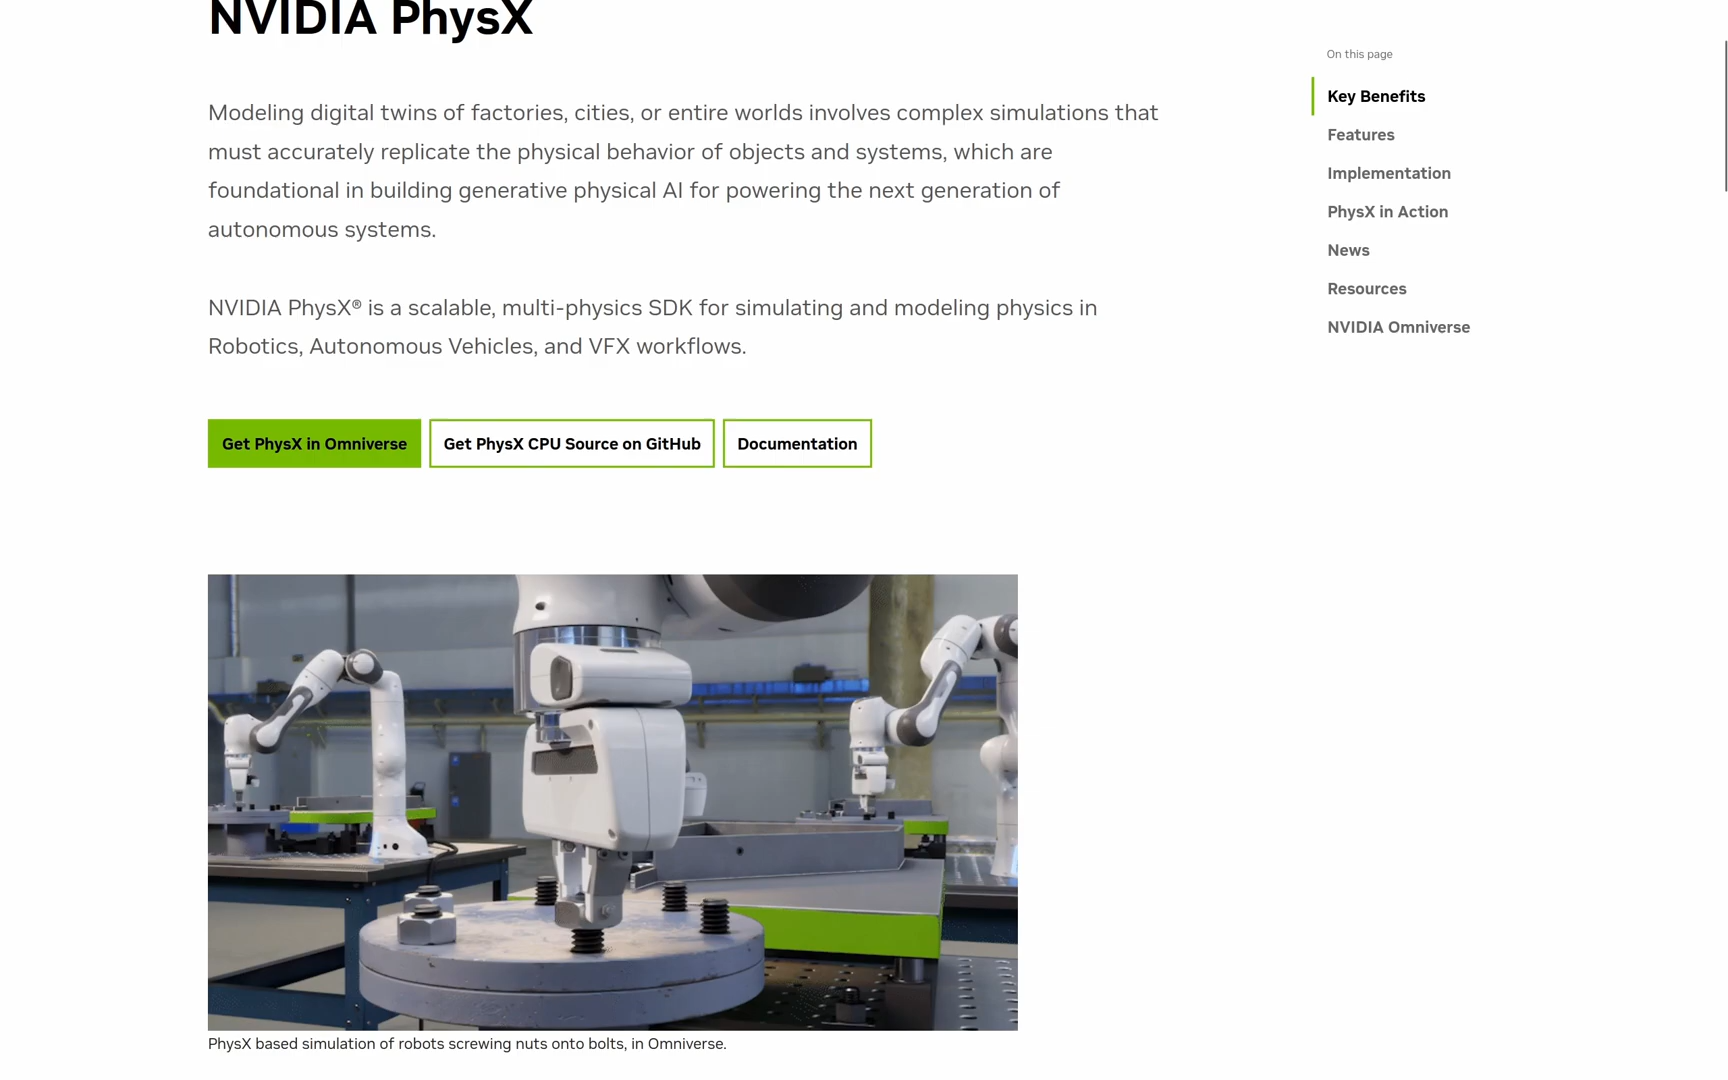 NVIDIA PhysX
On this page
Key Benefits
Features
Implementation
PhysX in Action
News
Resources
NVIDIA Omniverse
Modeling digital twins of factories, cities, or entire worlds involves complex simulations that
must accurately replicate the physical behavior of objects and systems, which are
foundational in building generative physical AI for powering the next generation of
autonomous systems.
NVIDIA PhysX® is a scalable, multi-physics SDK for simulating and modeling physics in
Robotics, Autonomous Vehicles, and VFX workflows.
Get PhysX in Omniverse
Get PhysX CPU Source on GitHub
Documentation
PhysX based simulation of robots screwing nuts onto bolts, in Omniverse.